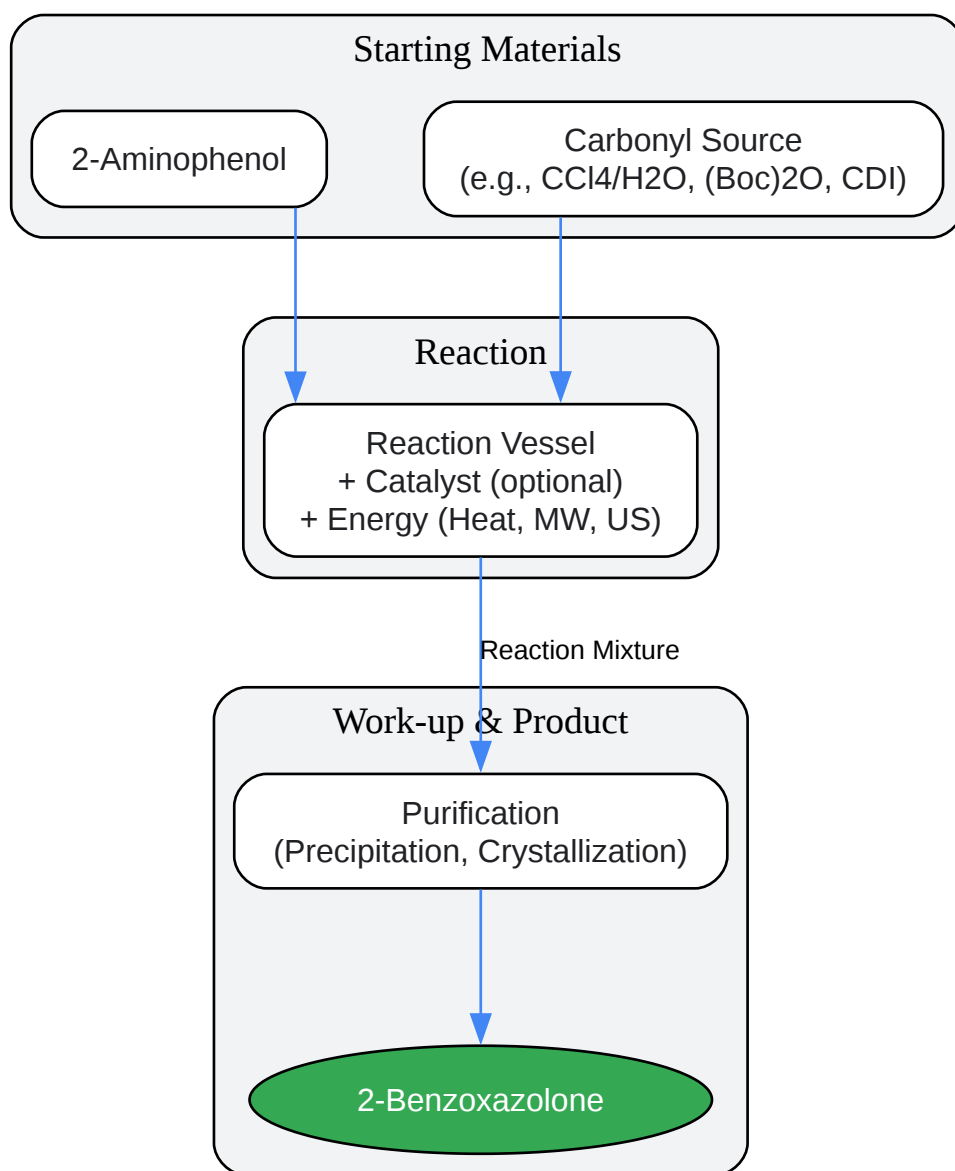 Starting Materials
2-Aminophenol
Carbonyl Source
(e.g., CCl4/H2O, (Boc)2O, CDI)
Reaction
Reaction Vessel
+ Catalyst (optional)
+ Energy (Heat, MW, US)
Reaction Mixture
Work-up & Product
Purification
(Precipitation, Crystallization)
2-Benzoxazolone